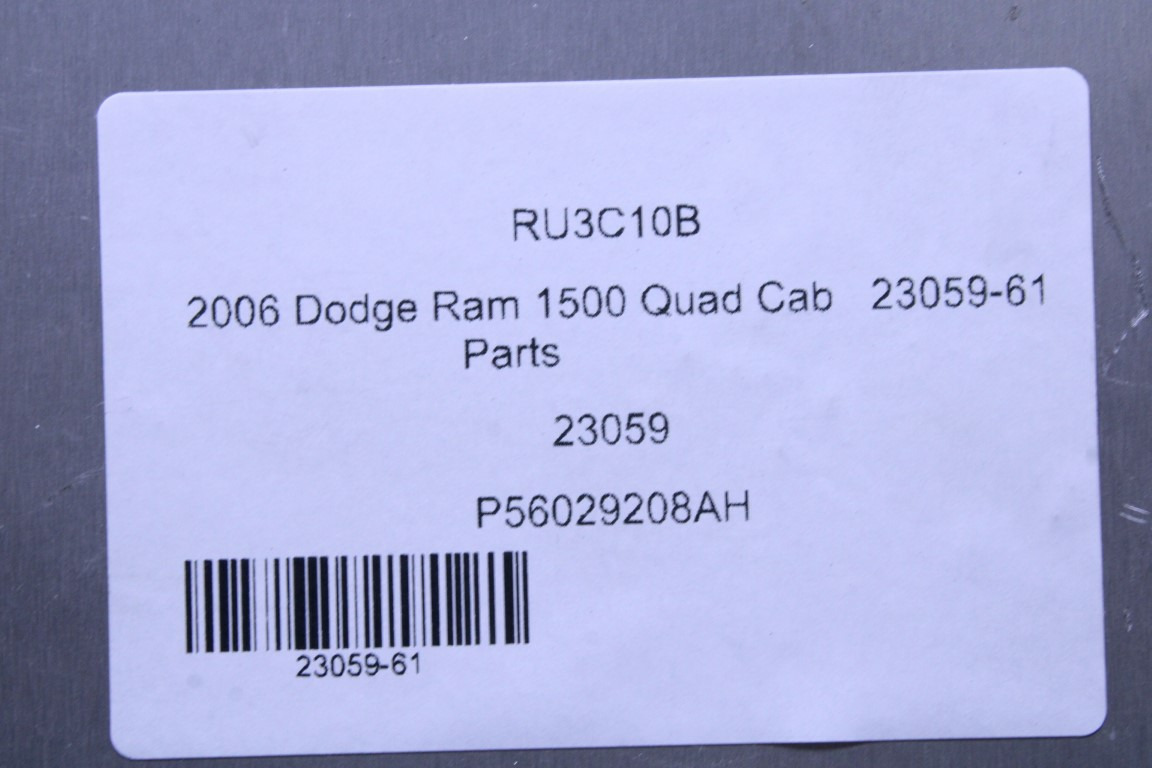 RU3C10B
2006 Dodge Ram 1500 Quad Cab 23059-61
Parts
23059
P56029208AH
23059-61